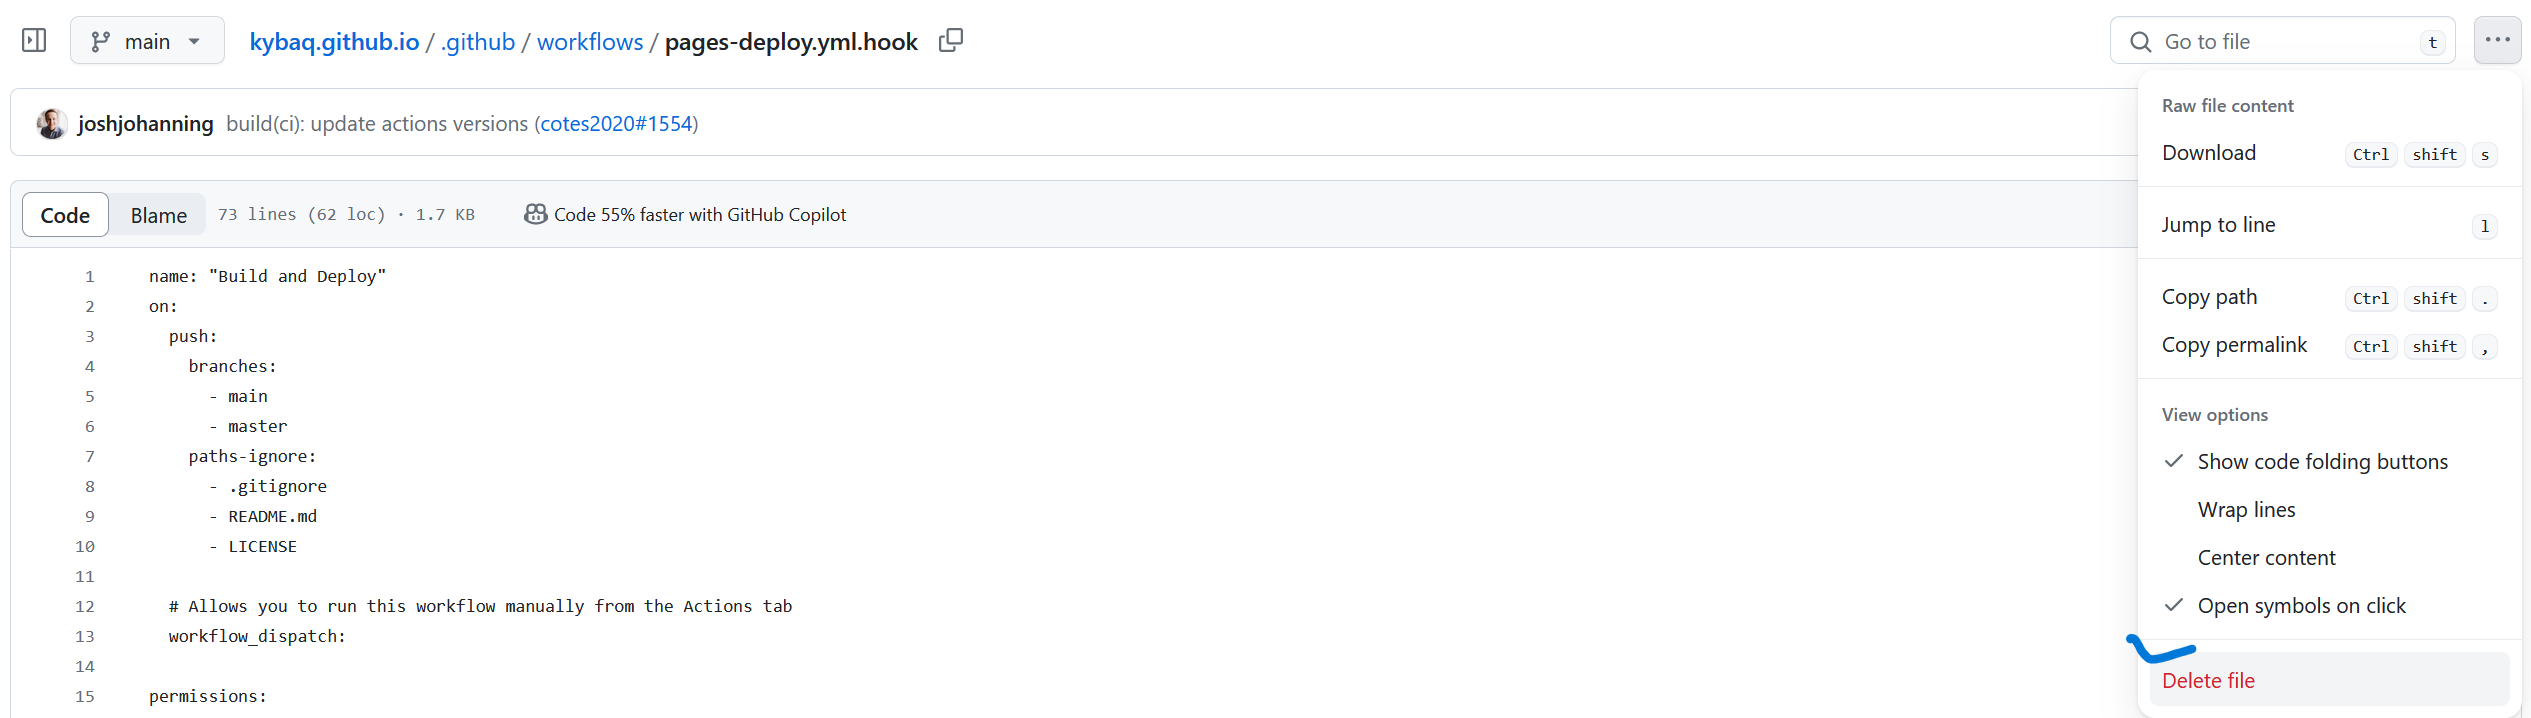 main
kybaq.github.io / .github / workflows / pages-deploy.yml.hook
Go to file t
joshjohanning build(ci): update actions versions (cotes2020#1554)
Code Blame 73 lines (62 loc) · 1.7 KB Code 55% faster with GitHub Copilot
1 name: "Build and Deploy"
2 on:
3 push:
4 branches:
5 - main
6 - master
7 paths-ignore:
8 - .gitignore
9 - README.md
10 - LICENSE
11
12 # Allows you to run this workflow manually from the Actions tab
13 workflow_dispatch:
14
15 permissions:
Raw file content
Download Ctrl shift s
Jump to line l
Copy path Ctrl shift .
Copy permalink Ctrl shift ,
View options
Show code folding buttons
Wrap lines
Center content
Open symbols on click
Delete file